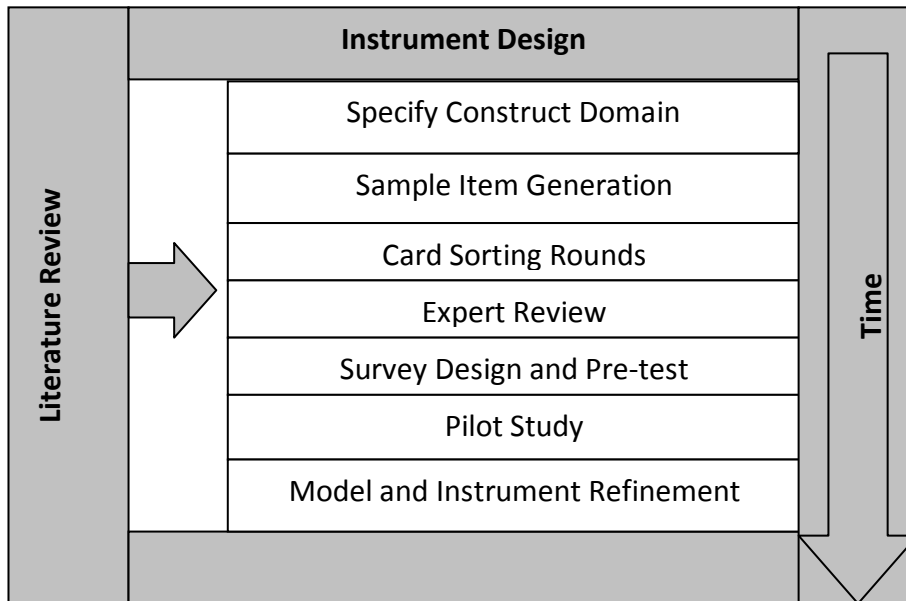 Instrument Design
Literature Review
Specify Construct Domain
Sample Item Generation
Card Sorting Rounds
Expert Review
Survey Design and Pre-test
Pilot Study
Model and Instrument Refinement
Time